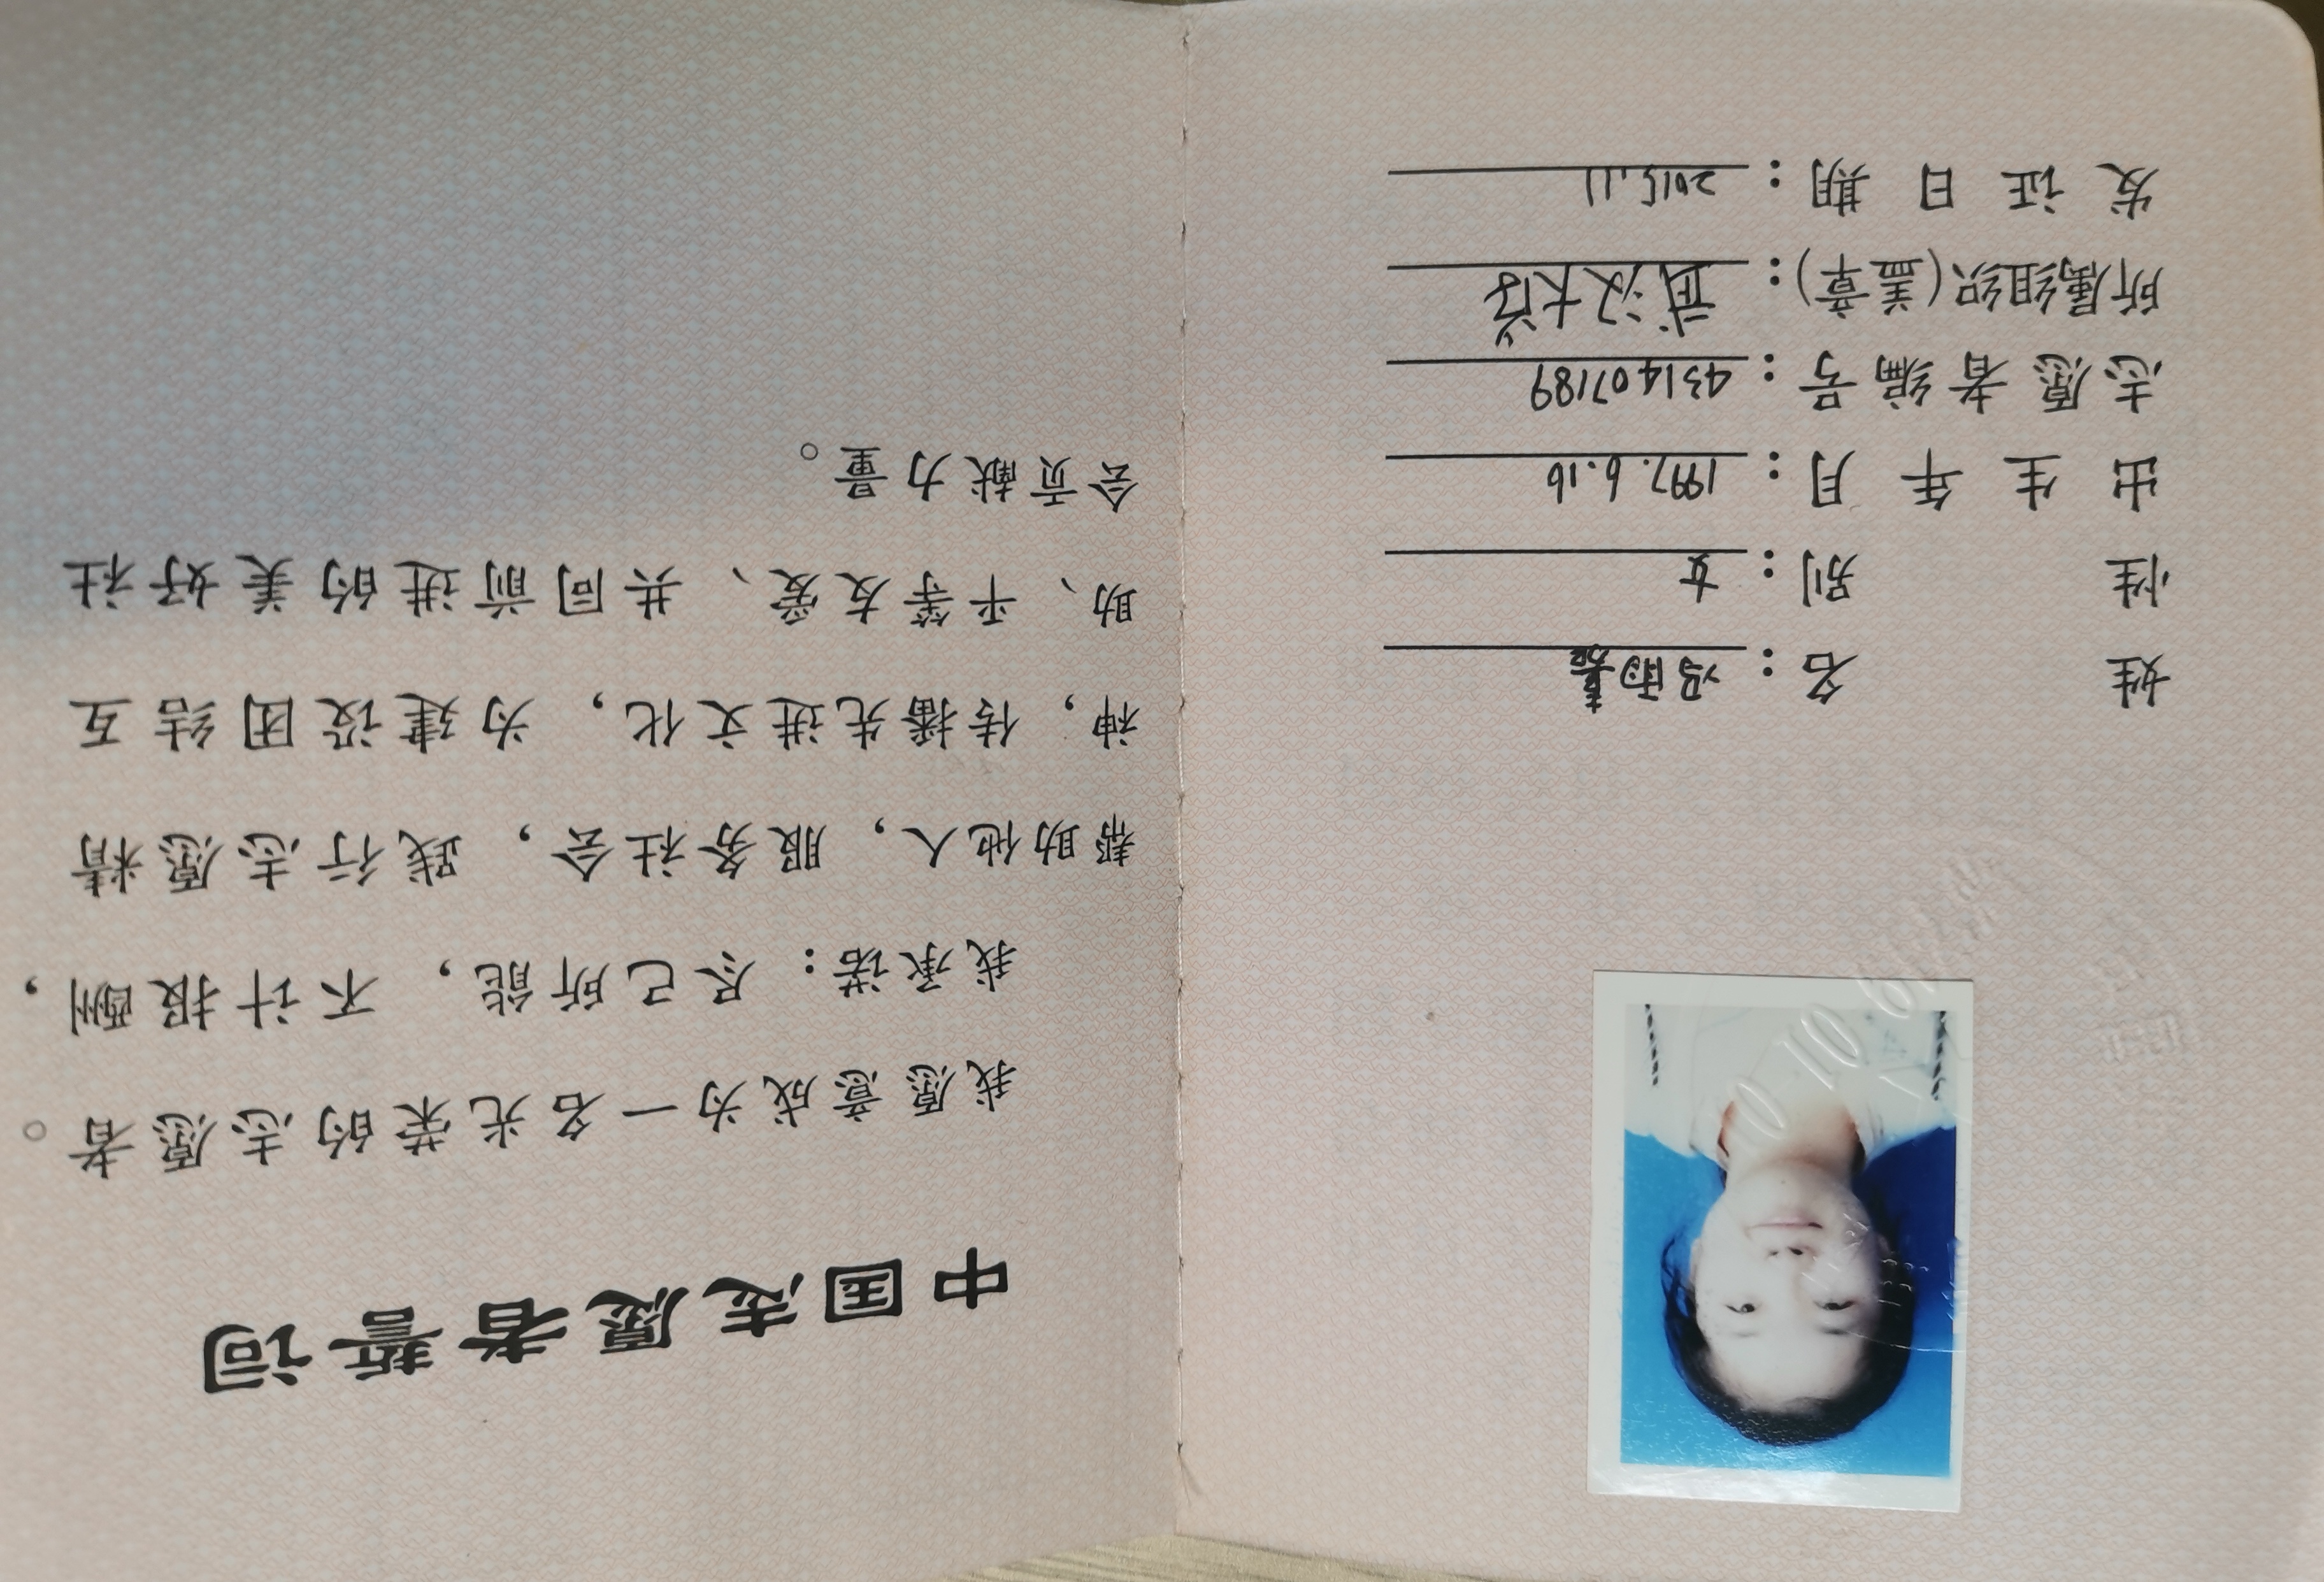 姓名：冯雨嘉
性别：女
出生年月：1997.6.16
志愿者编号：431407189
所属组织(盖章)：武汉大学
发证日期：2015.11
中国志愿者誓词
我愿意成为一名光荣的志愿者。
我承诺：尽己所能，不计报酬，
帮助他人，服务社会，践行志愿精
神，传播先进文化，为建设团结互
助、平等友爱、共同前进的美好社
会贡献力量。